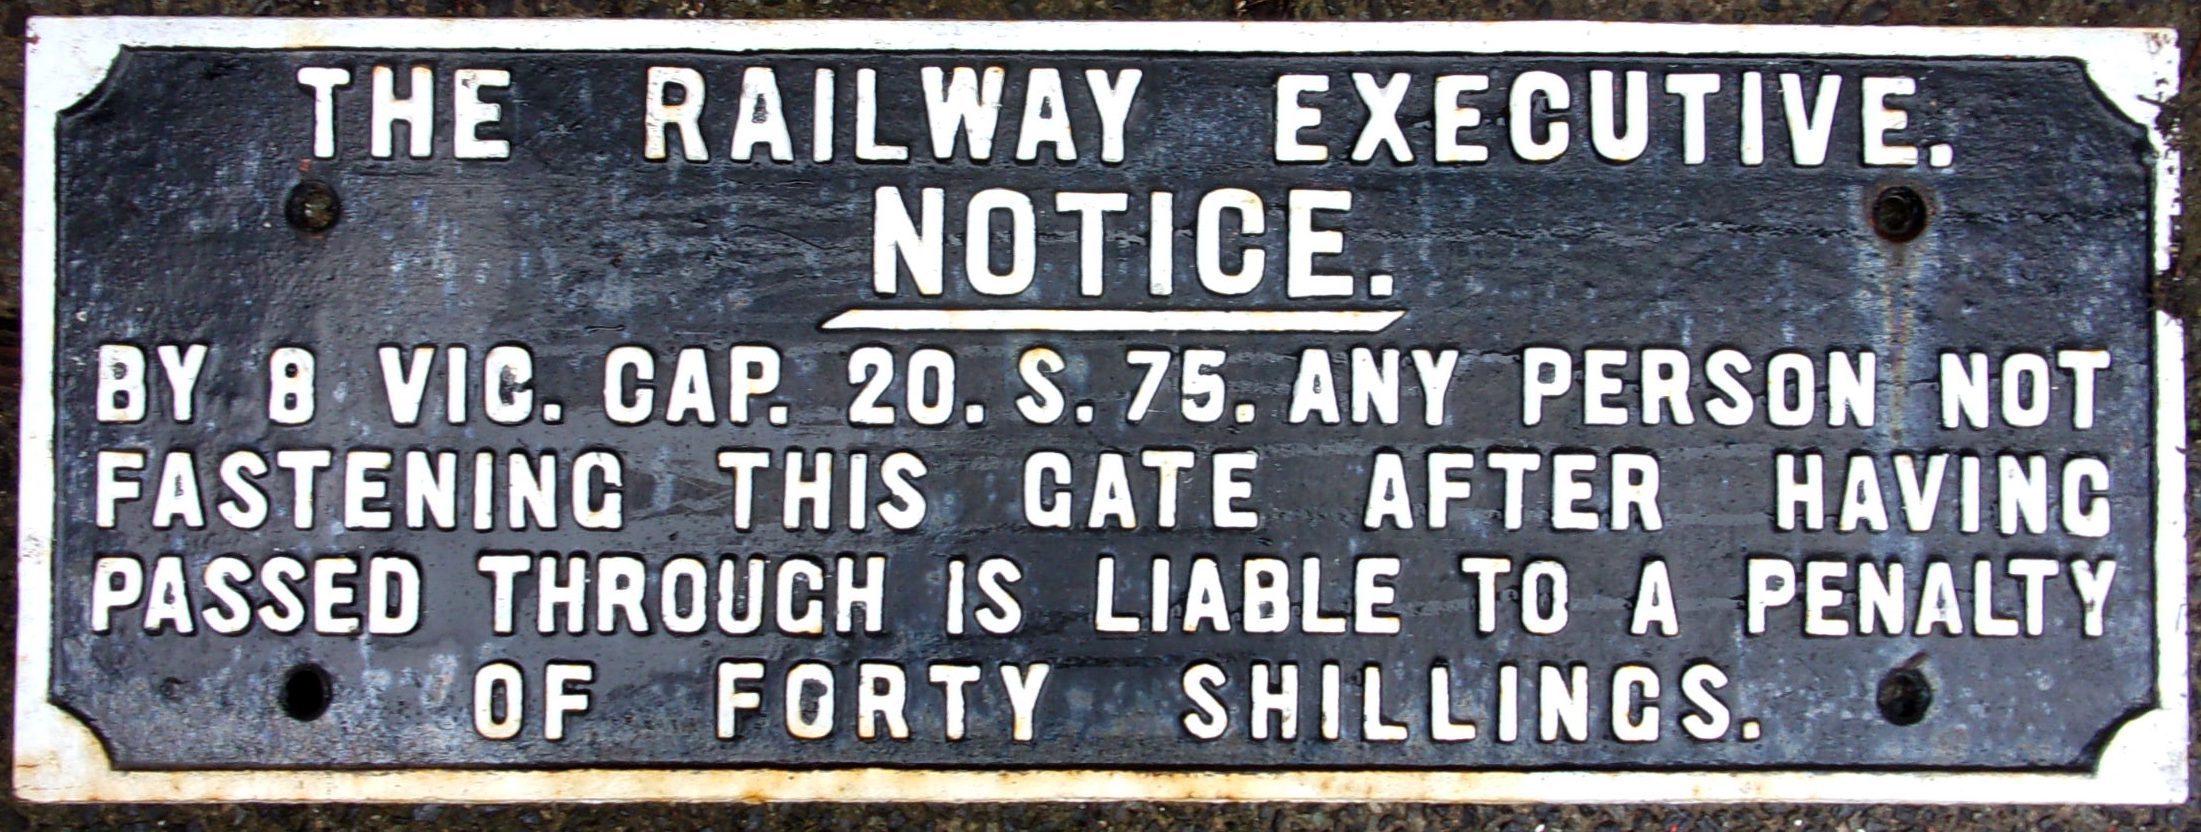 THE RAILWAY EXECUTIVE.
NOTICE.
BY 8 VIC. CAP. 20. S. 75. ANY PERSON NOT
FASTENING THIS GATE AFTER HAVING
PASSED THROUGH IS LIABLE TO A PENALTY
OF FORTY SHILLINGS.